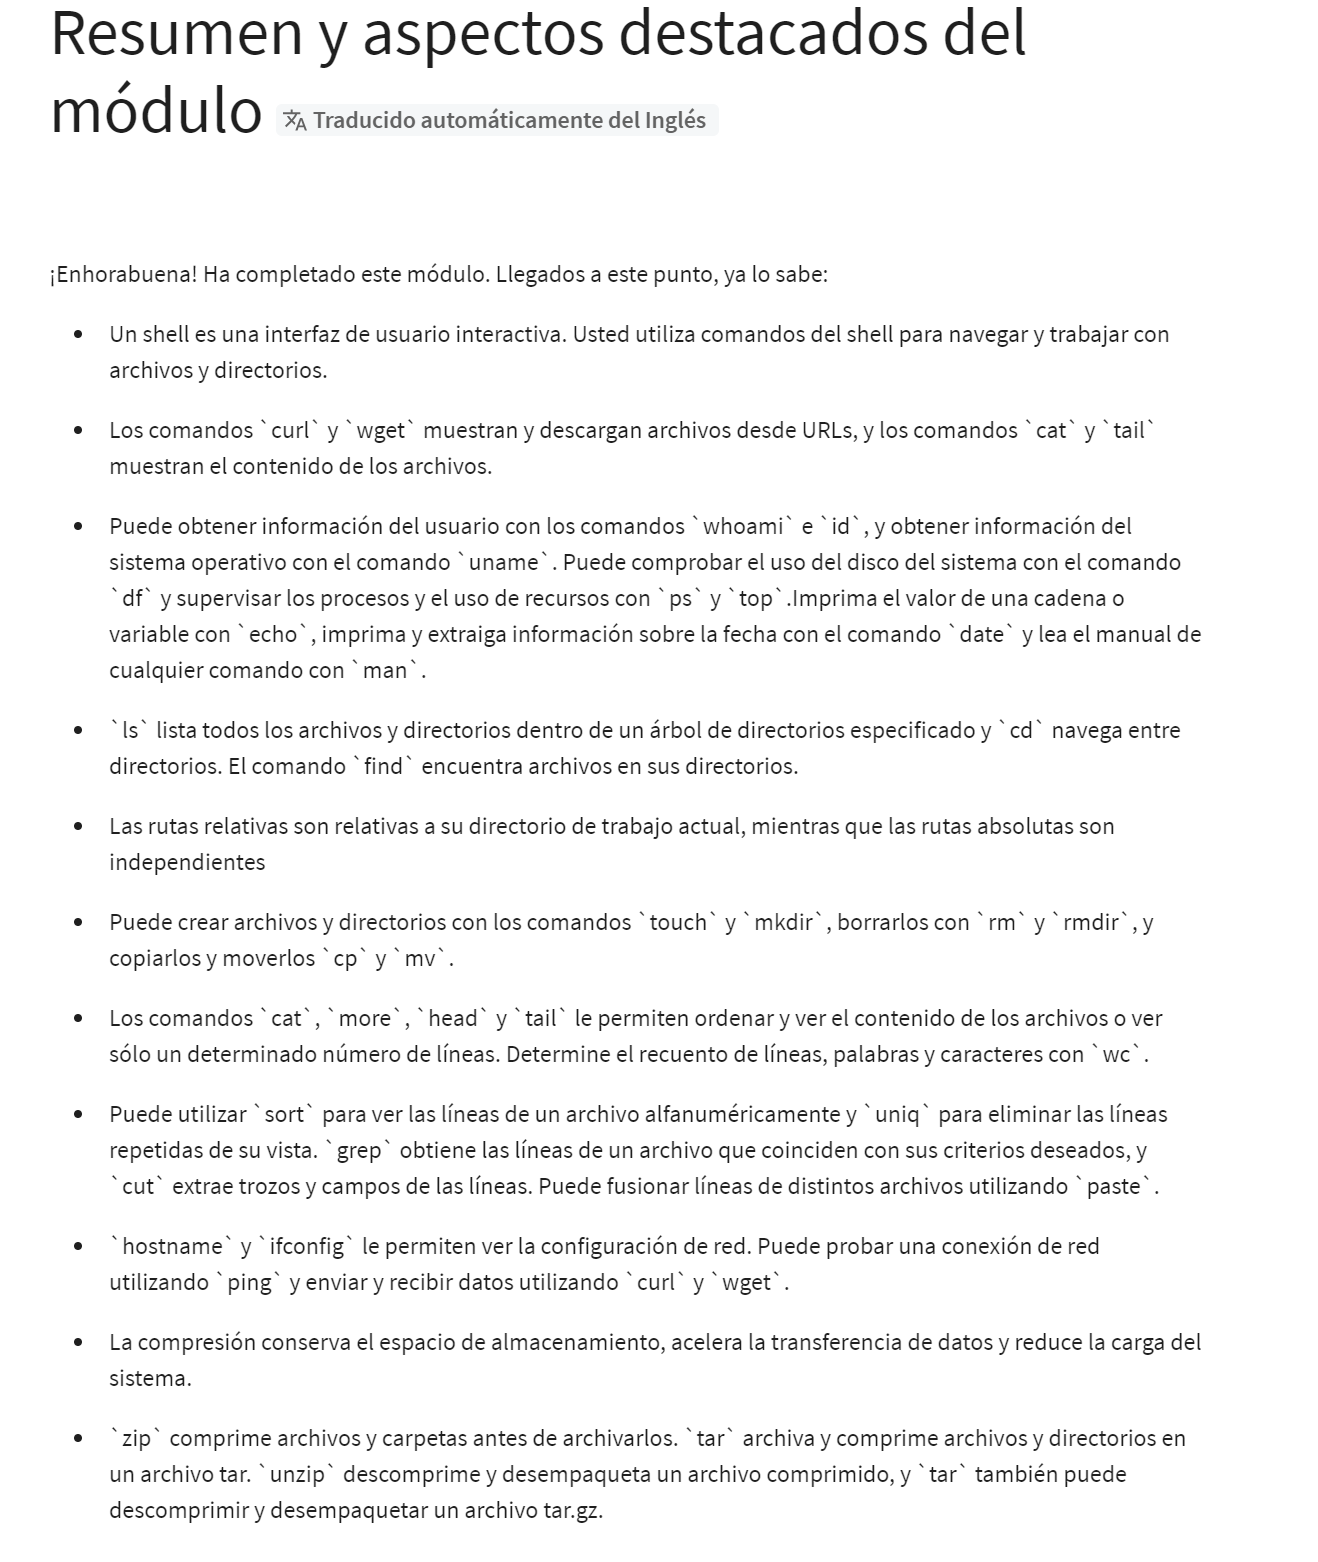 Resumen y aspectos destacados del
módulo Traducido automáticamente del Inglés
¡Enhorabuena! Ha completado este módulo. Llegados a este punto, ya lo sabe:
• Un shell es una interfaz de usuario interactiva. Usted utiliza comandos del shell para navegar y trabajar con
archivos y directorios.
• Los comandos `curl` y `wget` muestran y descargan archivos desde URLs, y los comandos `cat` y `tail`
muestran el contenido de los archivos.
• Puede obtener información del usuario con los comandos `whoami` e `id`, y obtener información del
sistema operativo con el comando `uname`. Puede comprobar el uso del disco del sistema con el comando
`df` y supervisar los procesos y el uso de recursos con `ps` y `top`.Imprima el valor de una cadena o
variable con `echo`, imprima y extraiga información sobre la fecha con el comando `date` y lea el manual de
cualquier comando con `man`.
• `ls` lista todos los archivos y directorios dentro de un árbol de directorios especificado y `cd` navega entre
directorios. El comando `find` encuentra archivos en sus directorios.
• Las rutas relativas son relativas a su directorio de trabajo actual, mientras que las rutas absolutas son
independientes
• Puede crear archivos y directorios con los comandos `touch` y `mkdir`, borrarlos con `rm` y `rmdir`, y
copiarlos y moverlos `cp` y `mv`.
• Los comandos `cat`, `more`, `head` y `tail` le permiten ordenar y ver el contenido de los archivos o ver
sólo un determinado número de líneas. Determine el recuento de líneas, palabras y caracteres con `wc`.
• Puede utilizar `sort` para ver las líneas de un archivo alfanuméricamente y `uniq` para eliminar las líneas
repetidas de su vista. `grep` obtiene las líneas de un archivo que coinciden con sus criterios deseados, y
`cut` extrae trozos y campos de las líneas. Puede fusionar líneas de distintos archivos utilizando `paste`.
• `hostname` y `ifconfig` le permiten ver la configuración de red. Puede probar una conexión de red
utilizando `ping` y enviar y recibir datos utilizando `curl` y `wget`.
• La compresión conserva el espacio de almacenamiento, acelera la transferencia de datos y reduce la carga del
sistema.
• `zip` comprime archivos y carpetas antes de archivarlos. `tar` archiva y comprime archivos y directorios en
un archivo tar. `unzip` descomprime y desempaqueta un archivo comprimido, y `tar` también puede
descomprimir y desempaquetar un archivo tar.gz.